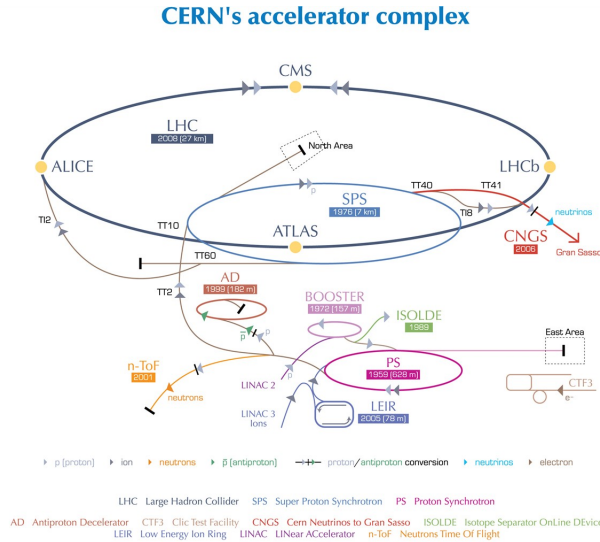 CERN's accelerator complex
CMS
LHC
2008 (27 km)
North Area
ALICE
LHCb
p
SPS
1976 (7 km)
TT40
TT41
TI2
TT10
TI8
neutrinos
ATLAS
CNGS
2006
Gran Sasso
TT60
AD
1999 (182 m)
TT2
BOOSTER
1972 (157 m)
ISOLDE
1989
p
p̅
East Area
n-ToF
2001
PS
1959 (628 m)
p
LINAC 2
neutrons
CTF3
e⁻
LINAC 3
Ions
LEIR
2005 (78 m)
p (proton) ion neutrons p̅ (antiproton) proton/antiproton conversion neutrinos electron
LHC Large Hadron Collider SPS Super Proton Synchrotron PS Proton Synchrotron
AD Antiproton Decelerator CTF3 Clic Test Facility CNGS Cern Neutrinos to Gran Sasso ISOLDE Isotope Separator OnLine DEvice
LEIR Low Energy Ion Ring LINAC LINear ACcelerator n-ToF Neutrons Time Of Flight